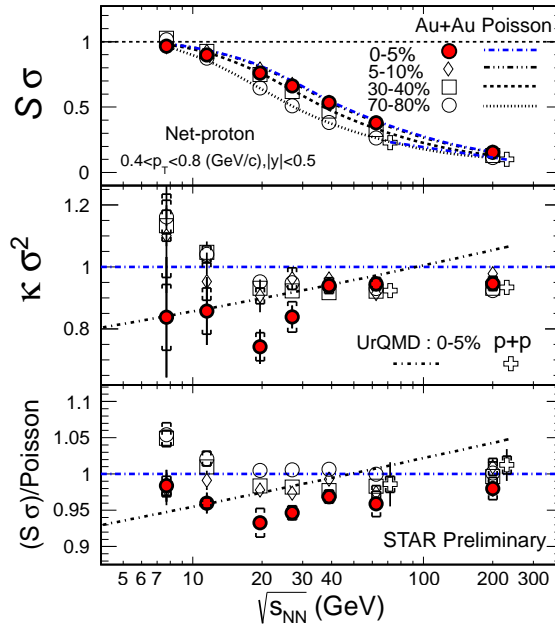 Au+Au Poisson
0-5%
5-10%
30-40%
70-80%
Net-proton
0.4<p_T<0.8 (GeV/c),|y|<0.5
S σ
1
0.5
0
κ σ²
1.2
1
0.8
UrQMD : 0-5% p+p
(S σ)/Poisson
1.1
1.05
1
0.95
0.9
STAR Preliminary
5 6 7 10 20 30 40 100 200 300
√s_NN (GeV)